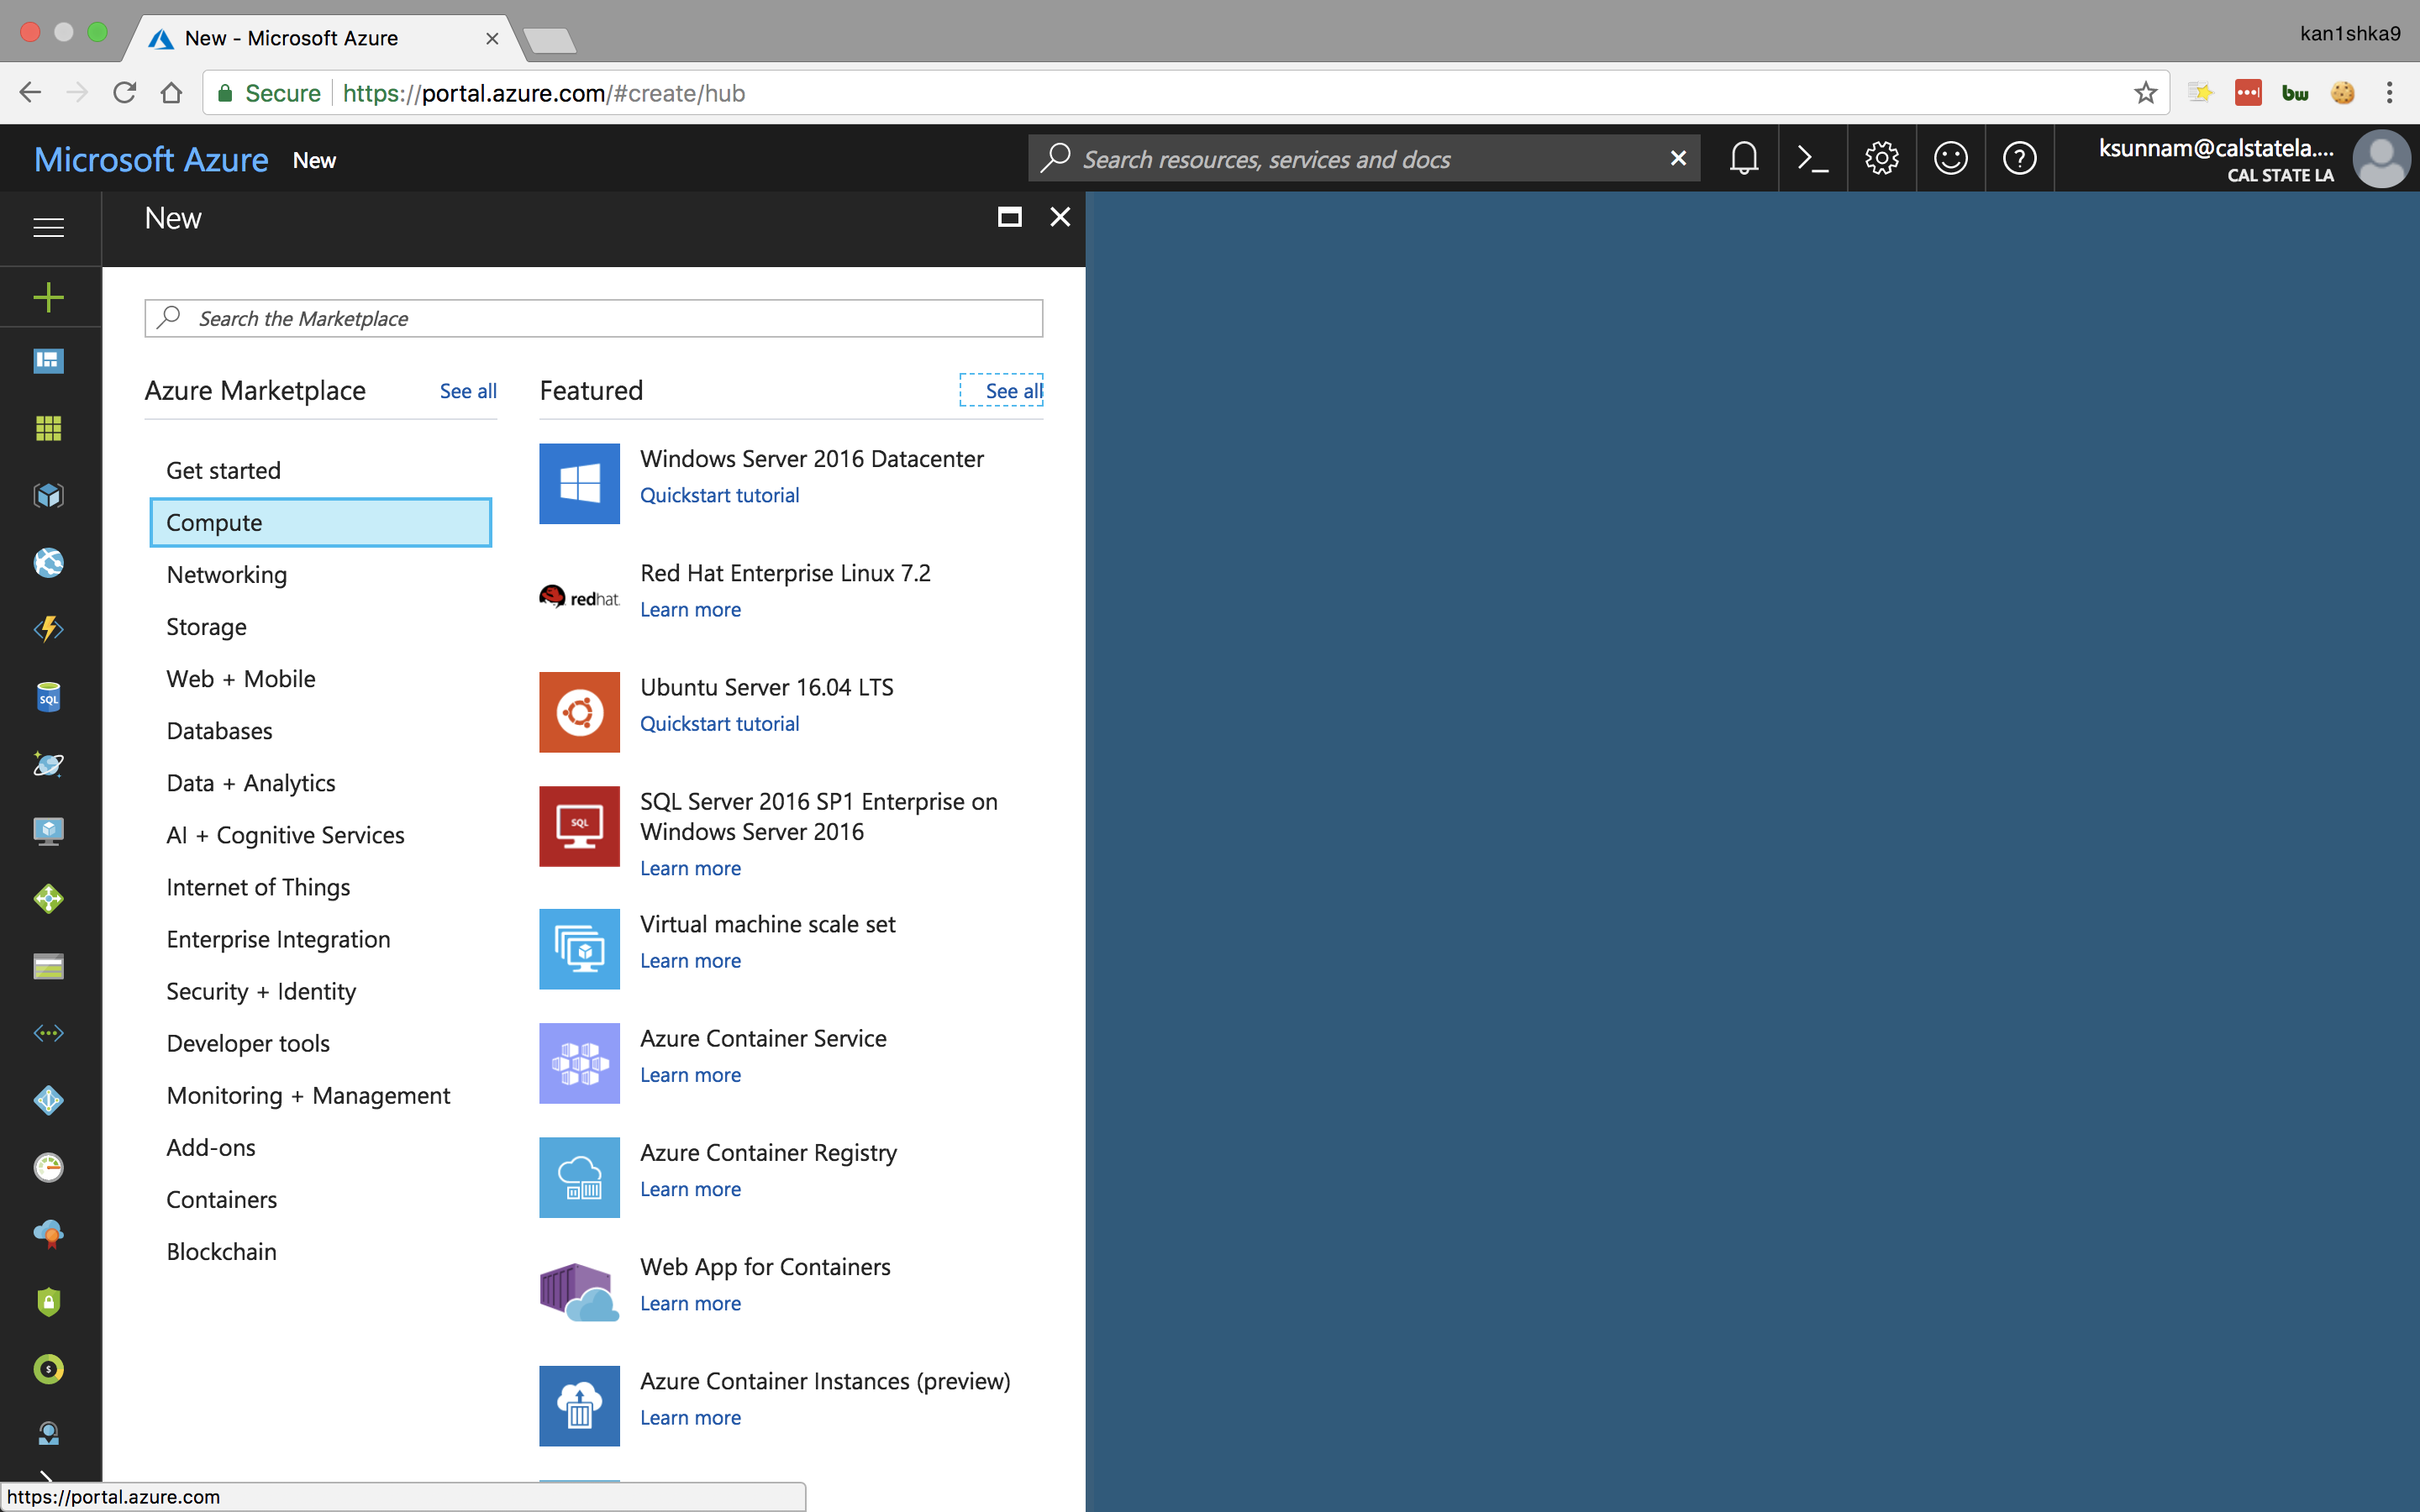 New - Microsoft Azure
kan1shka9
Secure https://portal.azure.com/#create/hub
bw
Microsoft Azure New
Search resources, services and docs
ksunnam@calstatela....
CAL STATE LA
New
Search the Marketplace
Azure Marketplace See all
Get started
Compute
Networking
Storage
Web + Mobile
Databases
Data + Analytics
AI + Cognitive Services
Internet of Things
Enterprise Integration
Security + Identity
Developer tools
Monitoring + Management
Add-ons
Containers
Blockchain
Featured See all
Windows Server 2016 Datacenter
Quickstart tutorial
redhat.
Red Hat Enterprise Linux 7.2
Learn more
Ubuntu Server 16.04 LTS
Quickstart tutorial
SQL
SQL Server 2016 SP1 Enterprise on
Windows Server 2016
Learn more
Virtual machine scale set
Learn more
Azure Container Service
Learn more
Azure Container Registry
Learn more
Web App for Containers
Learn more
Azure Container Instances (preview)
Learn more
SQL
https://portal.azure.com